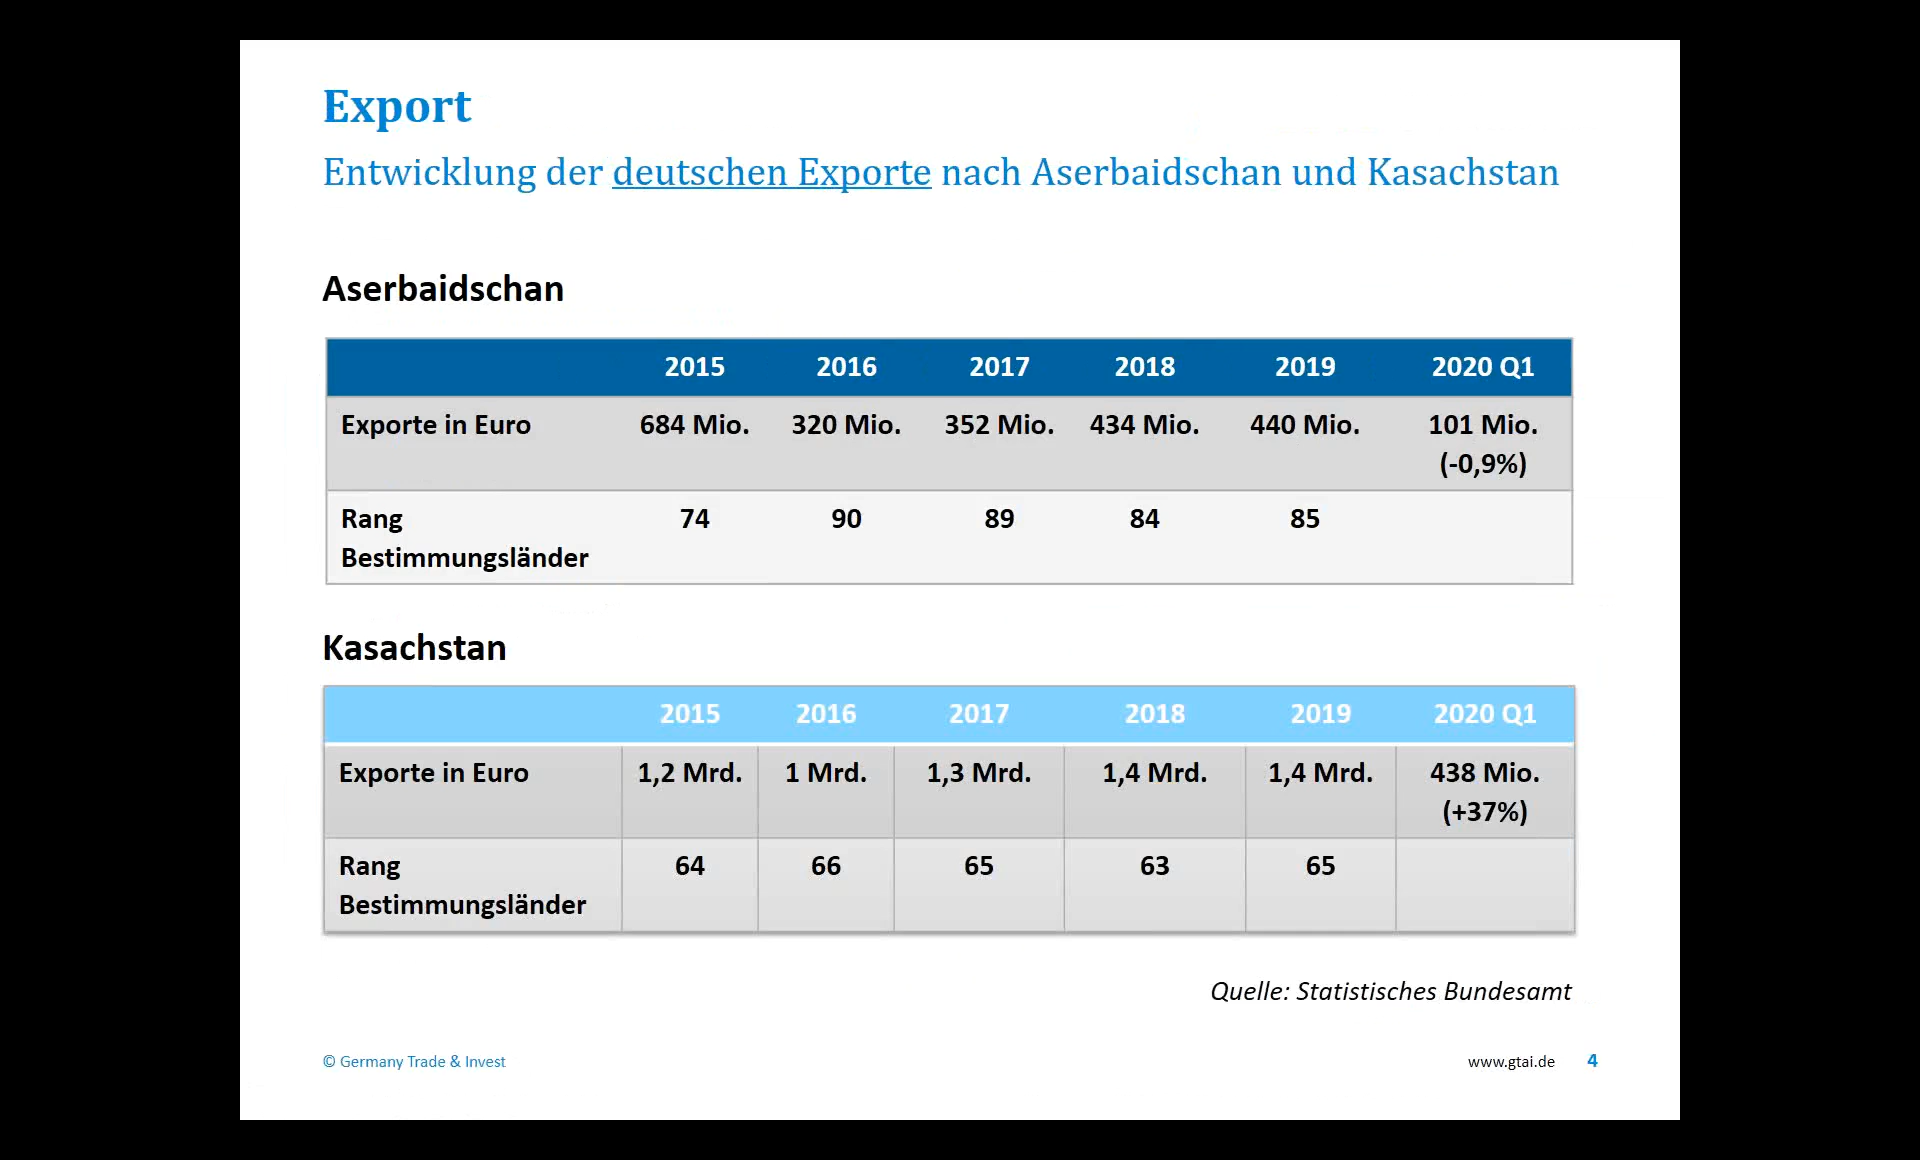 Export
Entwicklung der deutschen Exporte nach Aserbaidschan und Kasachstan
Aserbaidschan
2015 2016 2017 2018 2019 2020 Q1
Exporte in Euro 684 Mio. 320 Mio. 352 Mio. 434 Mio. 440 Mio. 101 Mio.
(-0,9%)
Rang 74 90 89 84 85
Bestimmungsländer
Kasachstan
2015 2016 2017 2018 2019 2020 Q1
Exporte in Euro 1,2 Mrd. 1 Mrd. 1,3 Mrd. 1,4 Mrd. 1,4 Mrd. 438 Mio.
(+37%)
Rang 64 66 65 63 65
Bestimmungsländer
Quelle: Statistisches Bundesamt
© Germany Trade & Invest www.gtai.de 4